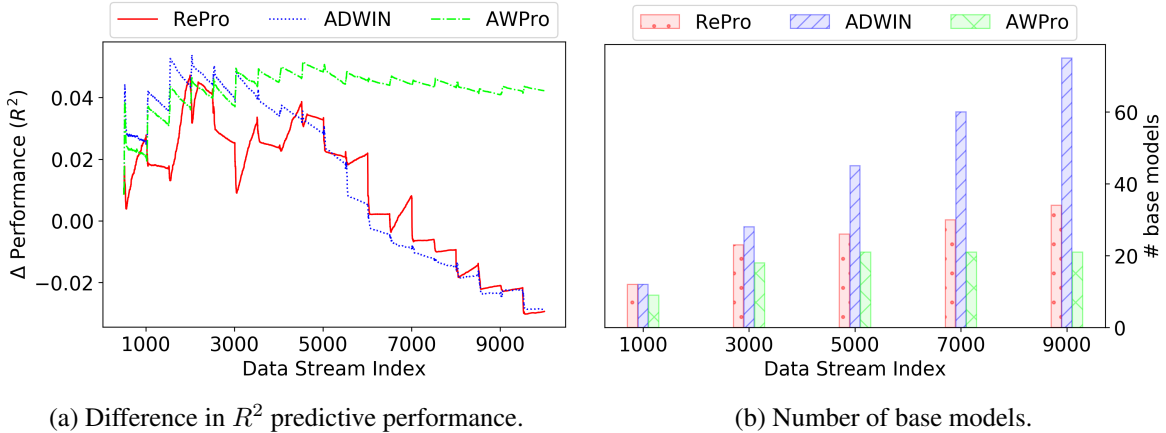 RePro ADWIN AWPro
Δ Performance (R²)
0.04
0.02
0.00
−0.02
1000 3000 5000 7000 9000
Data Stream Index
(a) Difference in R² predictive performance.
RePro ADWIN AWPro
# base models
60
40
20
0
1000 3000 5000 7000 9000
Data Stream Index
(b) Number of base models.